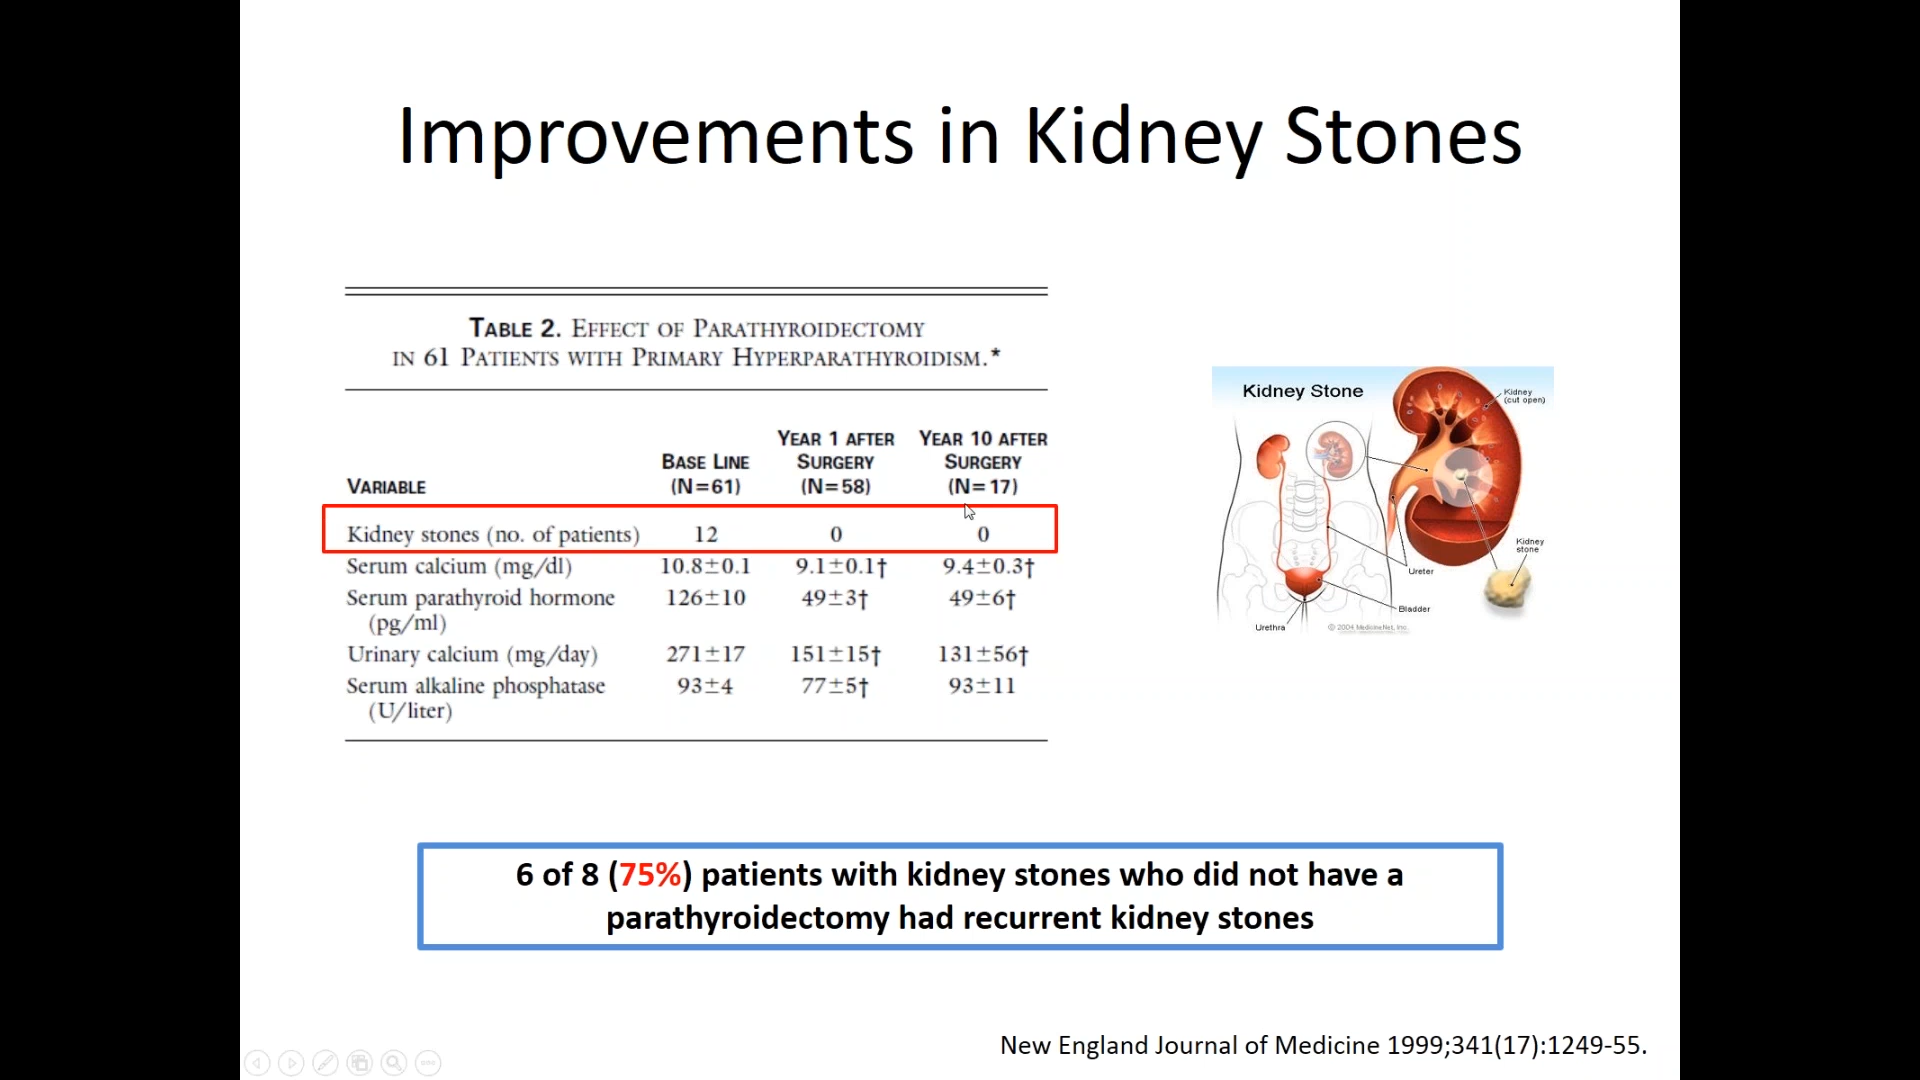 Improvements in Kidney Stones
TABLE 2. EFFECT OF PARATHYROIDECTOMY
IN 61 PATIENTS WITH PRIMARY HYPERPARATHYROIDISM.*
VARIABLE
BASE LINE
(N=61)
YEAR 1 AFTER
SURGERY
(N=58)
YEAR 10 AFTER
SURGERY
(N=17)
Kidney stones (no. of patients) 12 0 0
Serum calcium (mg/dl) 10.8±0.1 9.1±0.1† 9.4±0.3†
Serum parathyroid hormone 126±10 49±3† 49±6†
(pg/ml)
Urinary calcium (mg/day) 271±17 151±15† 131±56†
Serum alkaline phosphatase 93±4 77±5† 93±11
(U/liter)
Kidney Stone
Kidney
(cut open)
Kidney
stone
Ureter
Bladder
Urethra
© 2004 MedicineNet, Inc.
6 of 8 (75%) patients with kidney stones who did not have a
parathyroidectomy had recurrent kidney stones
New England Journal of Medicine 1999;341(17):1249-55.